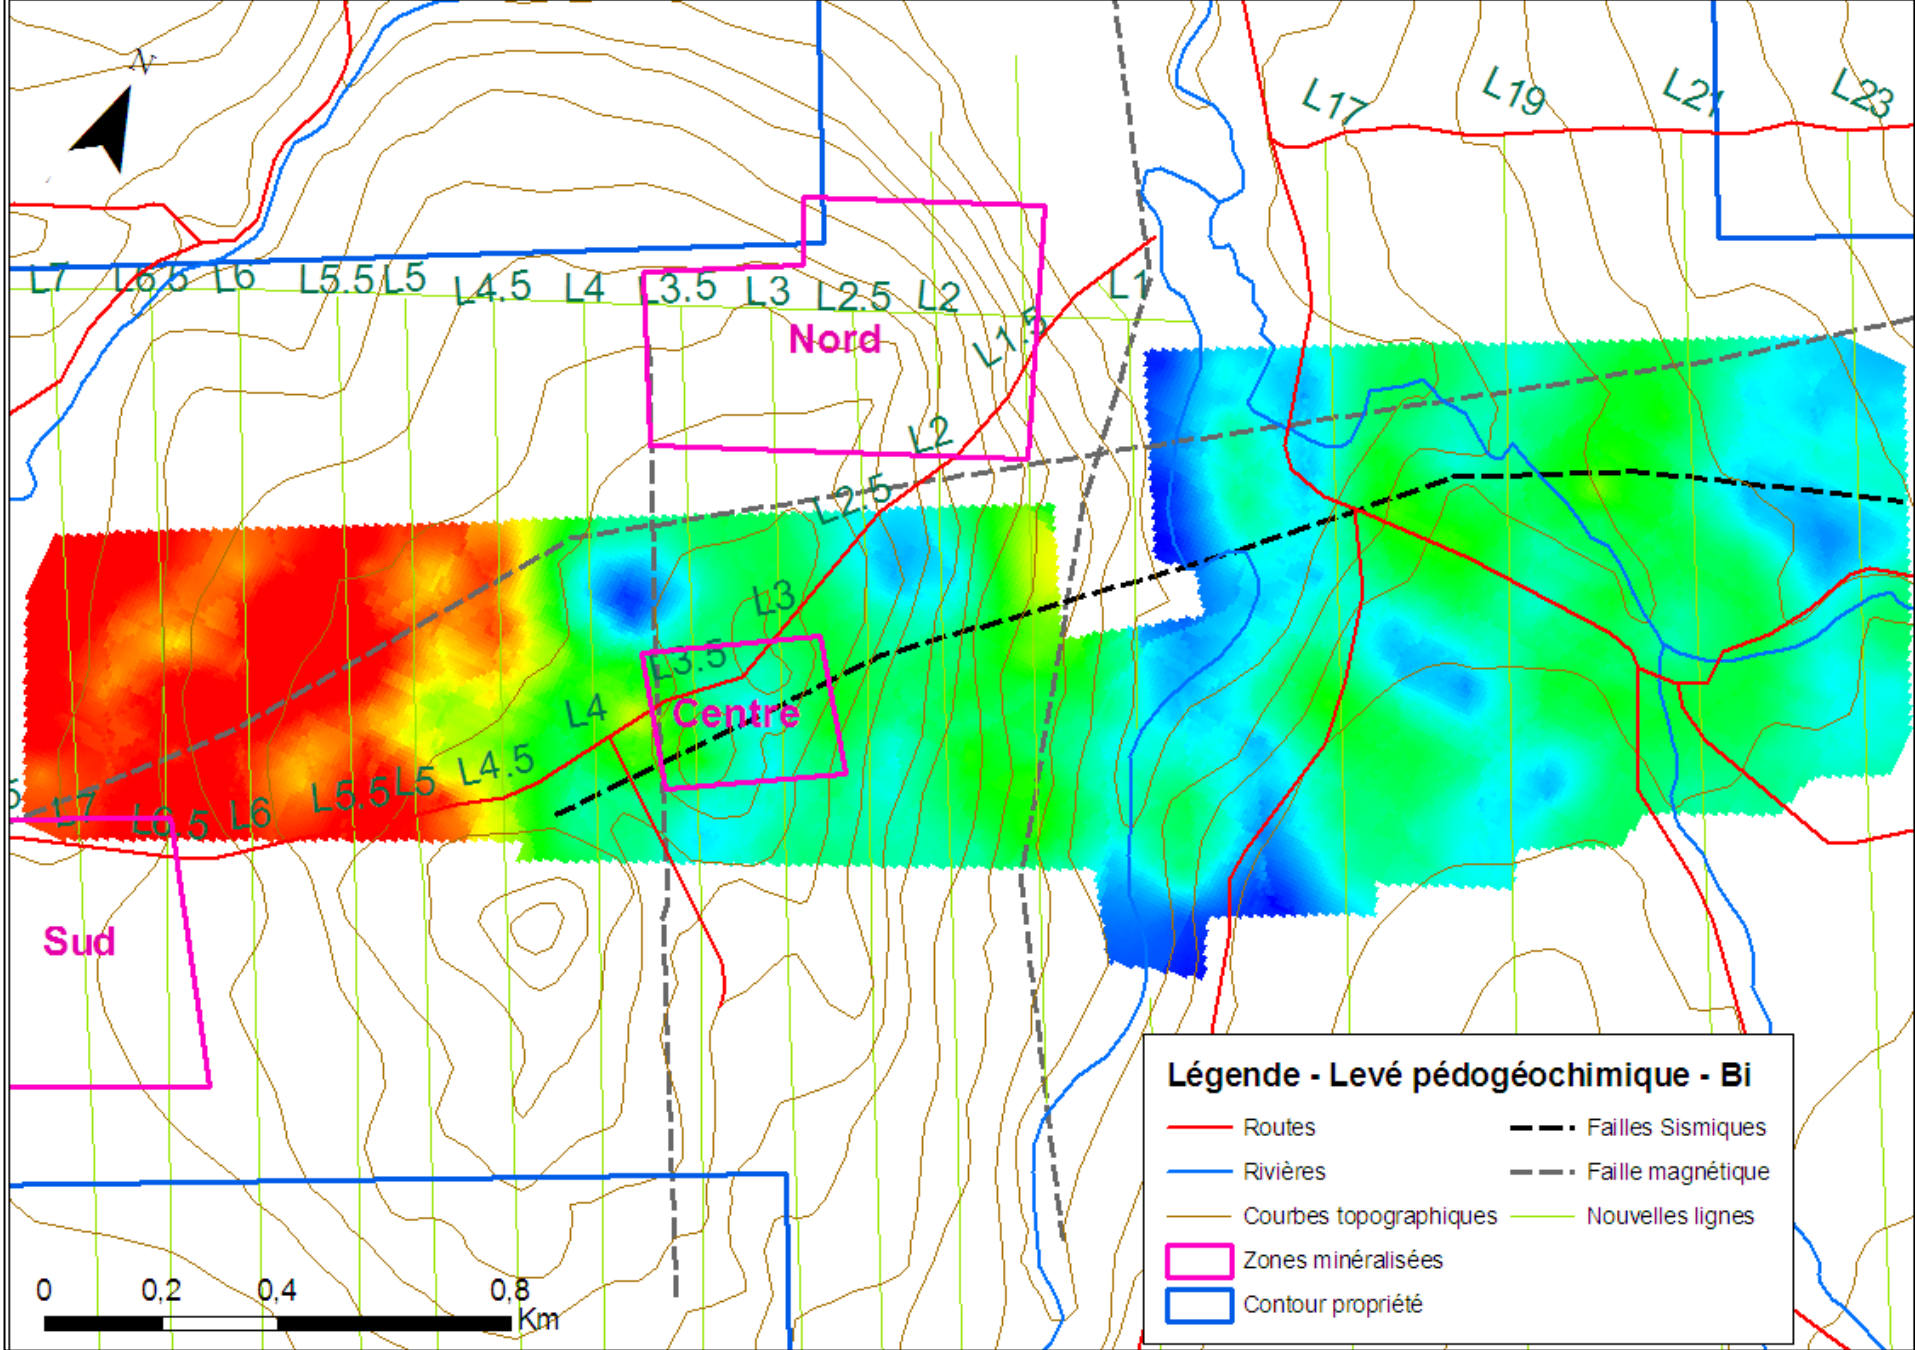 N
L17
L19
L21
L23
L7
L6.5
L6
L5.5
L5
L4.5
L4
L3.5
L3
L2.5
L2
L1.5
L1
Nord
L2
L2.5
L3
L3.5
Centre
L4
L4.5
L5
L5.5
L6
L6.5
L7
5
Sud
Légende - Levé pédogéochimique - Bi
Routes
Failles Sismiques
Rivières
Faille magnétique
Courbes topographiques
Nouvelles lignes
Zones minéralisées
Contour propriété
0 0,2 0,4 0,8
Km